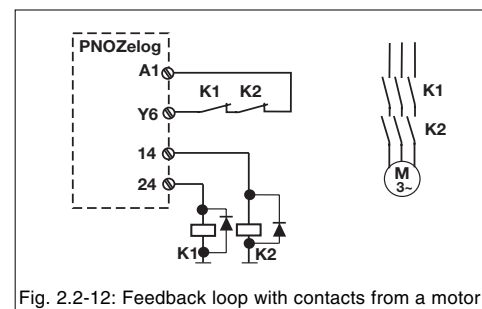 PNOZelog
A1
K1 K2
Y6
14
24
K1 K2
K1
K2
M
3~
Fig. 2.2-12: Feedback loop with contacts from a motor